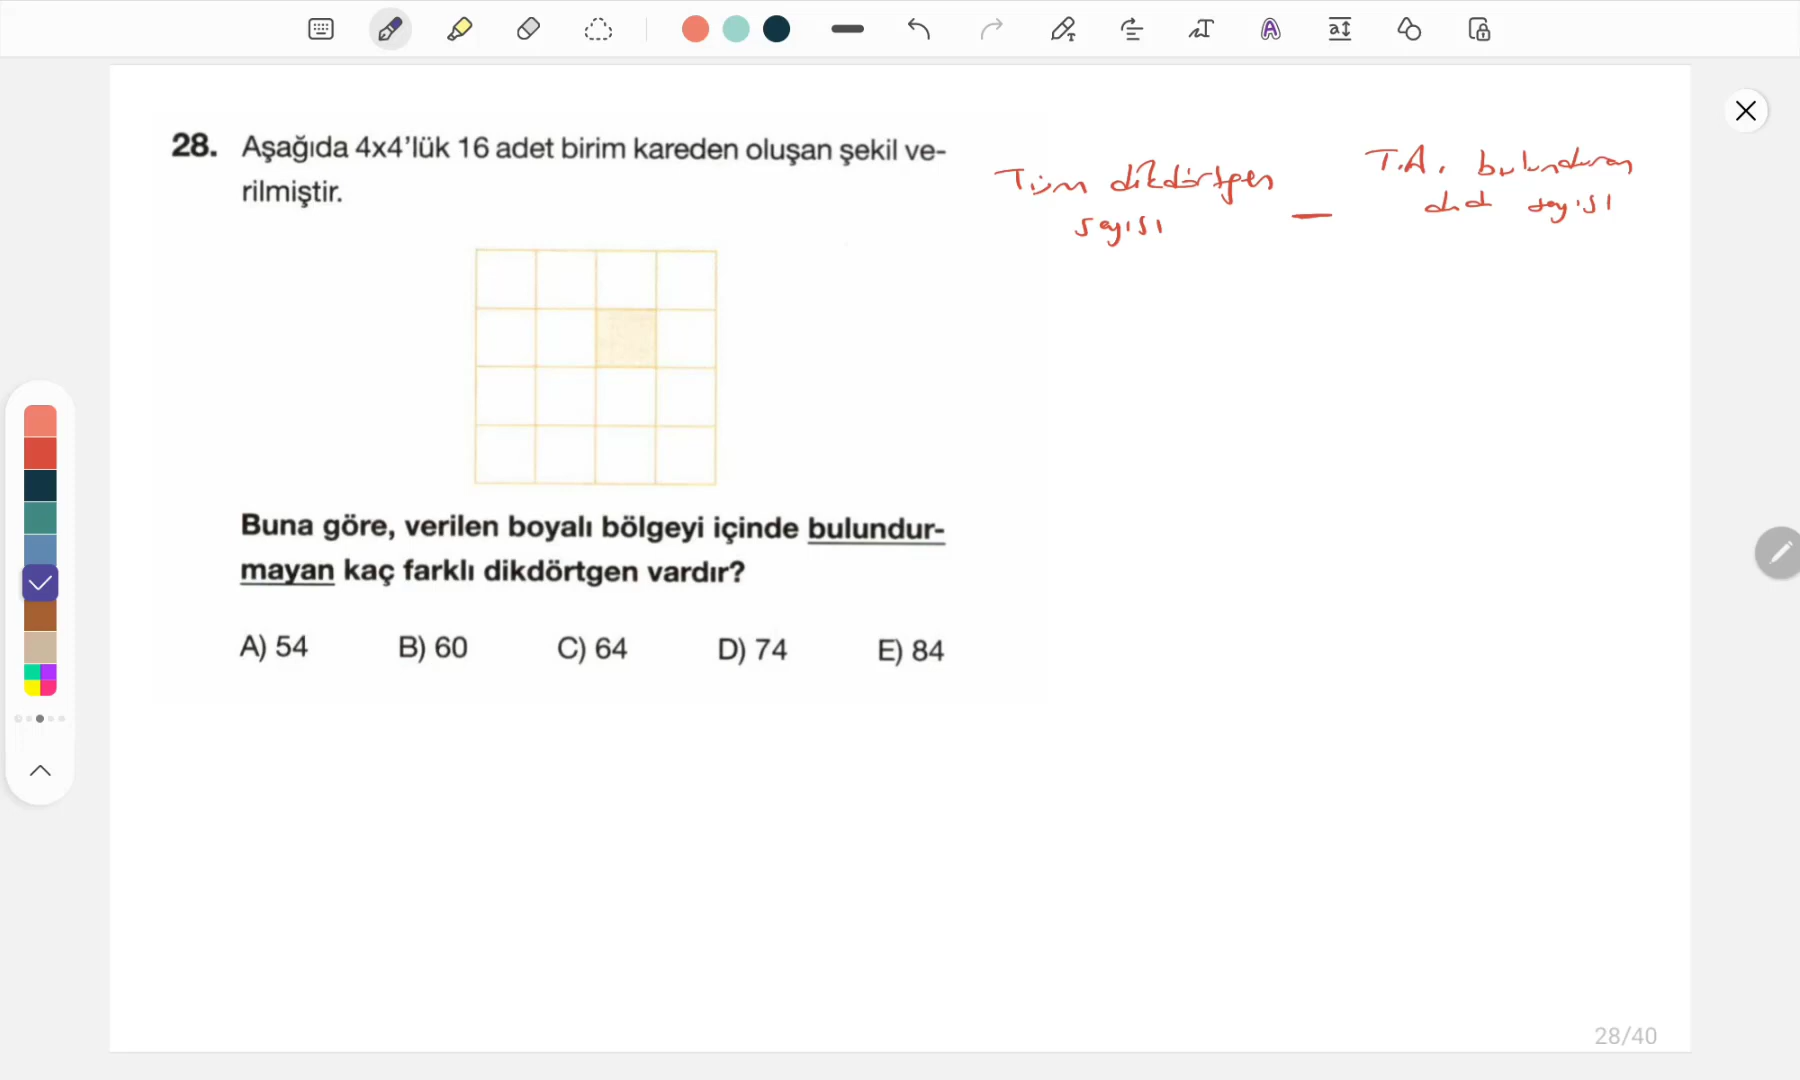 28. Aşağıda 4x4'lük 16 adet birim kareden oluşan şekil ve-
rilmiştir.
Tüm dikdörtgen
sayısı
—
T.A. bulunduran
dxd sayısı
Buna göre, verilen boyalı bölgeyi içinde bulundur-
mayan kaç farklı dikdörtgen vardır?
A) 54 B) 60 C) 64 D) 74 E) 84
28/40